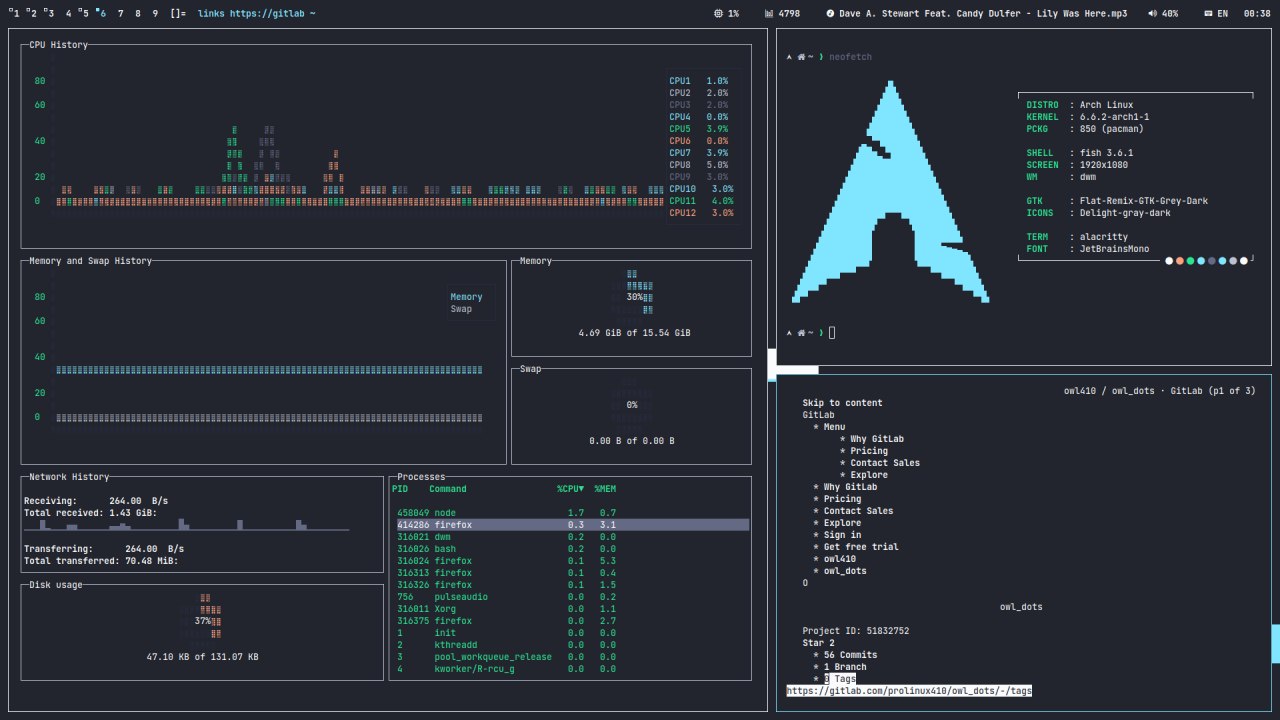 1 2 3 4 5 6 7 8 9 []= links https://gitlab ~ 1% 4798 Dave A. Stewart Feat. Candy Dulfer - Lily Was Here.mp3 40% EN 00:38
CPU History
80
60
40
20
0
CPU1 1.0%
CPU2 2.0%
CPU3 2.0%
CPU4 0.0%
CPU5 3.9%
CPU6 0.0%
CPU7 3.9%
CPU8 5.0%
CPU9 3.0%
CPU10 3.0%
CPU11 4.0%
CPU12 3.0%
Memory and Swap History
80
60
40
20
0
Memory
Swap
Memory
30%
4.69 GiB of 15.54 GiB
Swap
0%
0.00 B of 0.00 B
Network History
Receiving: 264.00 B/s
Total received: 1.43 GiB:
Transferring: 264.00 B/s
Total transferred: 70.48 MiB:
Disk usage
37%
47.10 KB of 131.07 KB
Processes
PID Command %CPU▼ %MEM
458049 node 1.7 0.7
414286 firefox 0.3 3.1
316021 dwm 0.2 0.0
316026 bash 0.2 0.0
316024 firefox 0.1 5.3
316313 firefox 0.1 0.4
316326 firefox 0.1 1.5
756 pulseaudio 0.0 0.2
316011 Xorg 0.0 1.1
316375 firefox 0.0 2.7
1 init 0.0 0.0
2 kthreadd 0.0 0.0
3 pool_workqueue_release 0.0 0.0
4 kworker/R-rcu_g 0.0 0.0
~ ❯ neofetch
DISTRO : Arch Linux
KERNEL : 6.6.2-arch1-1
PCKG : 850 (pacman)
SHELL : fish 3.6.1
SCREEN : 1920x1080
WM : dwm
GTK : Flat-Remix-GTK-Grey-Dark
ICONS : Delight-gray-dark
TERM : alacritty
FONT : JetBrainsMono
~ ❯
owl410 / owl_dots · GitLab (p1 of 3)
Skip to content
GitLab
* Menu
* Why GitLab
* Pricing
* Contact Sales
* Explore
* Why GitLab
* Pricing
* Contact Sales
* Explore
* Sign in
* Get free trial
* owl410
* owl_dots
O
owl_dots
Project ID: 51832752
Star 2
* 56 Commits
* 1 Branch
* 0 Tags
https://gitlab.com/prolinux410/owl_dots/-/tags